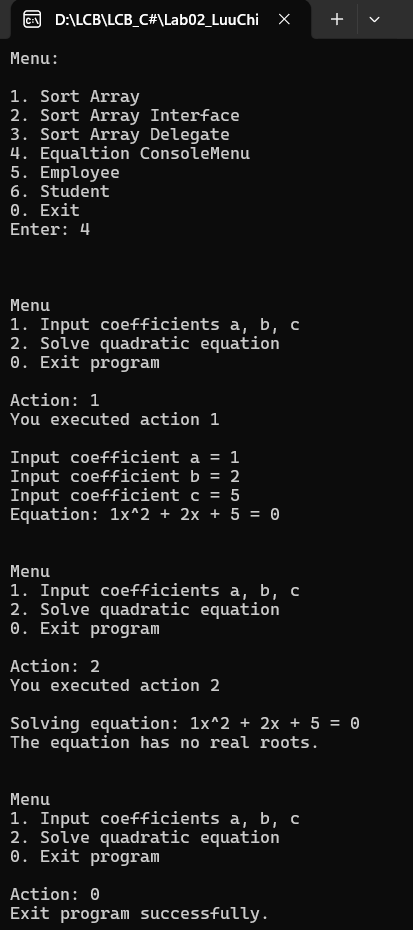 D:\LCB\LCB_C#\Lab02_LuuChi
Menu:
1. Sort Array
2. Sort Array Interface
3. Sort Array Delegate
4. Equaltion ConsoleMenu
5. Employee
6. Student
0. Exit
Enter: 4
Menu
1. Input coefficients a, b, c
2. Solve quadratic equation
0. Exit program
Action: 1
You executed action 1
Input coefficient a = 1
Input coefficient b = 2
Input coefficient c = 5
Equation: 1x^2 + 2x + 5 = 0
Menu
1. Input coefficients a, b, c
2. Solve quadratic equation
0. Exit program
Action: 2
You executed action 2
Solving equation: 1x^2 + 2x + 5 = 0
The equation has no real roots.
Menu
1. Input coefficients a, b, c
2. Solve quadratic equation
0. Exit program
Action: 0
Exit program successfully.